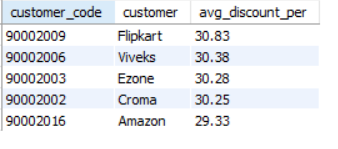 customer_code customer avg_discount_per
90002009 Flipkart 30.83
90002006 Viveks 30.38
90002003 Ezone 30.28
90002002 Croma 30.25
90002016 Amazon 29.33